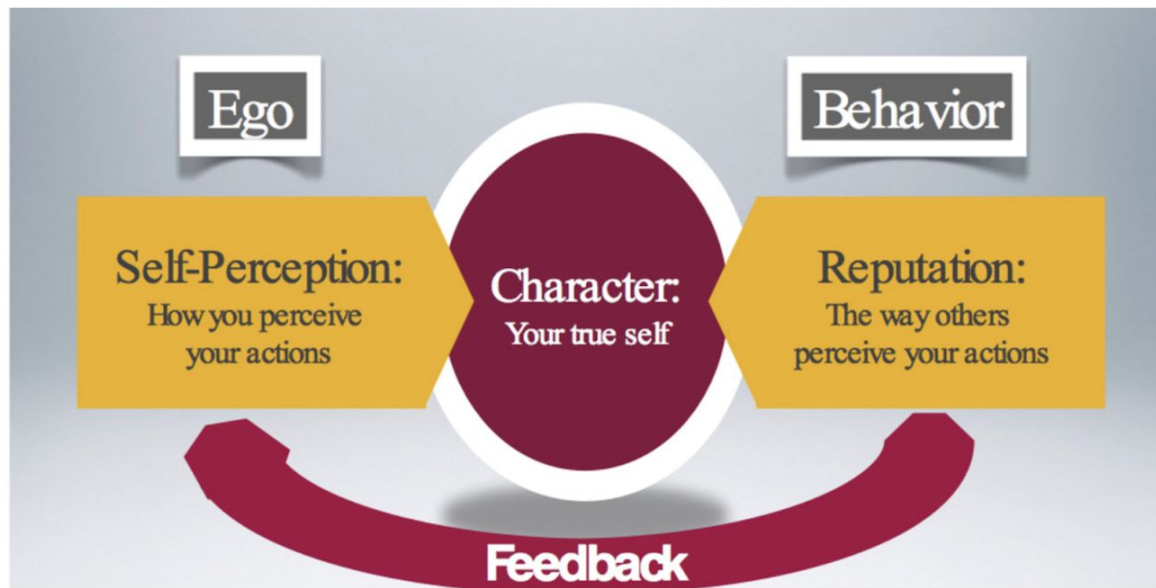 Ego
Behavior
Self-Perception:
How you perceive
your actions
Character:
Your true self
Reputation:
The way others
perceive your actions
Feedback